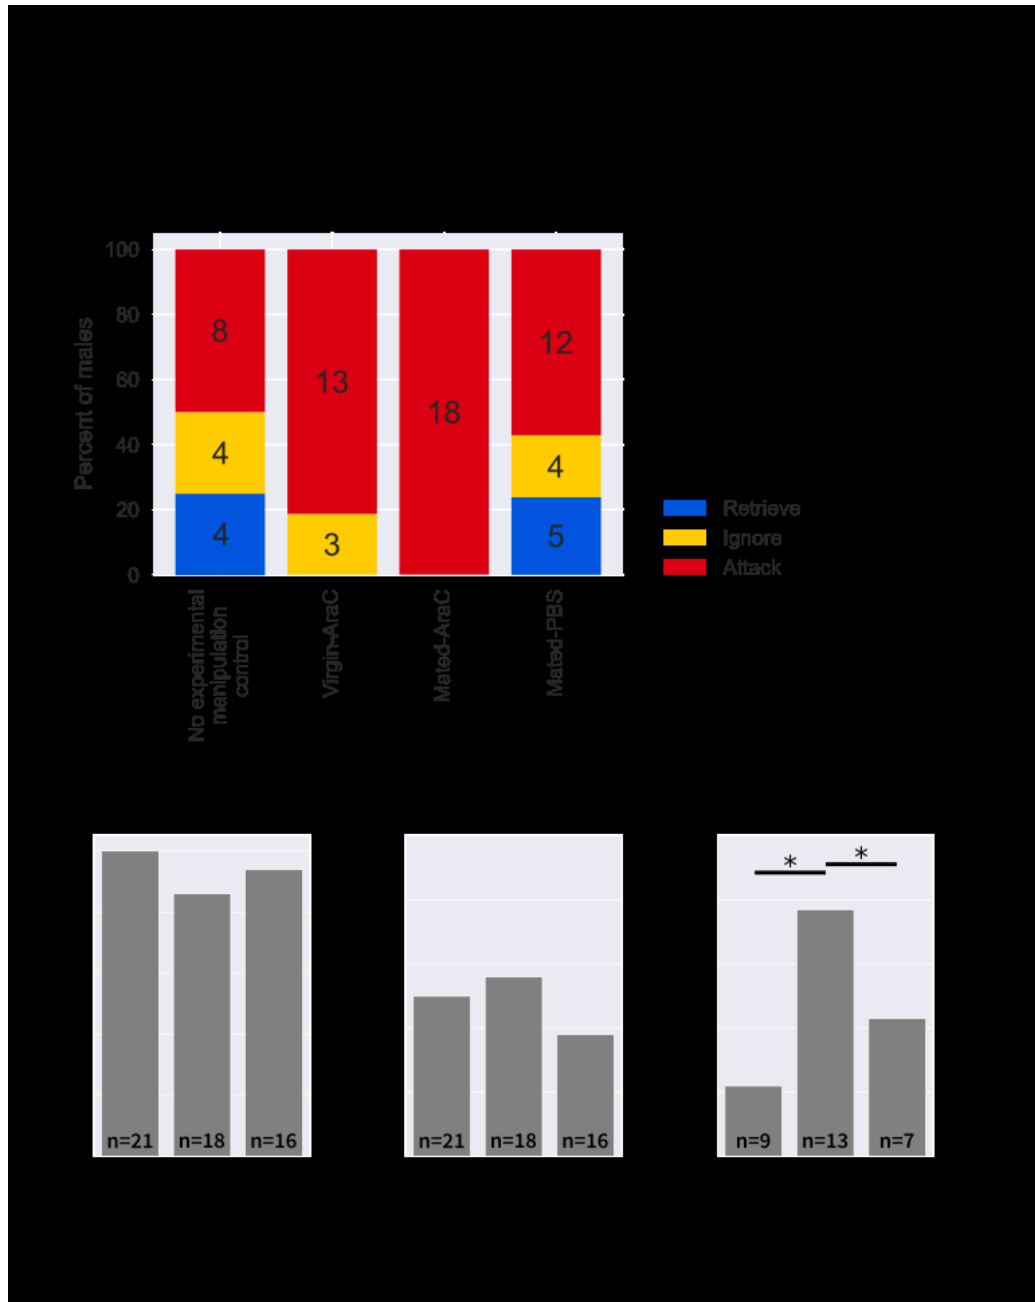 100
80
60
40
20
0
Percent of males
8
4
4
13
3
18
12
4
5
No experimental
manipulation
control
Virgin-AraC
Mated-AraC
Mated-PBS
Retrieve
Ignore
Attack
n=21
n=18
n=16
n=21
n=18
n=16
*
*
n=9
n=13
n=7